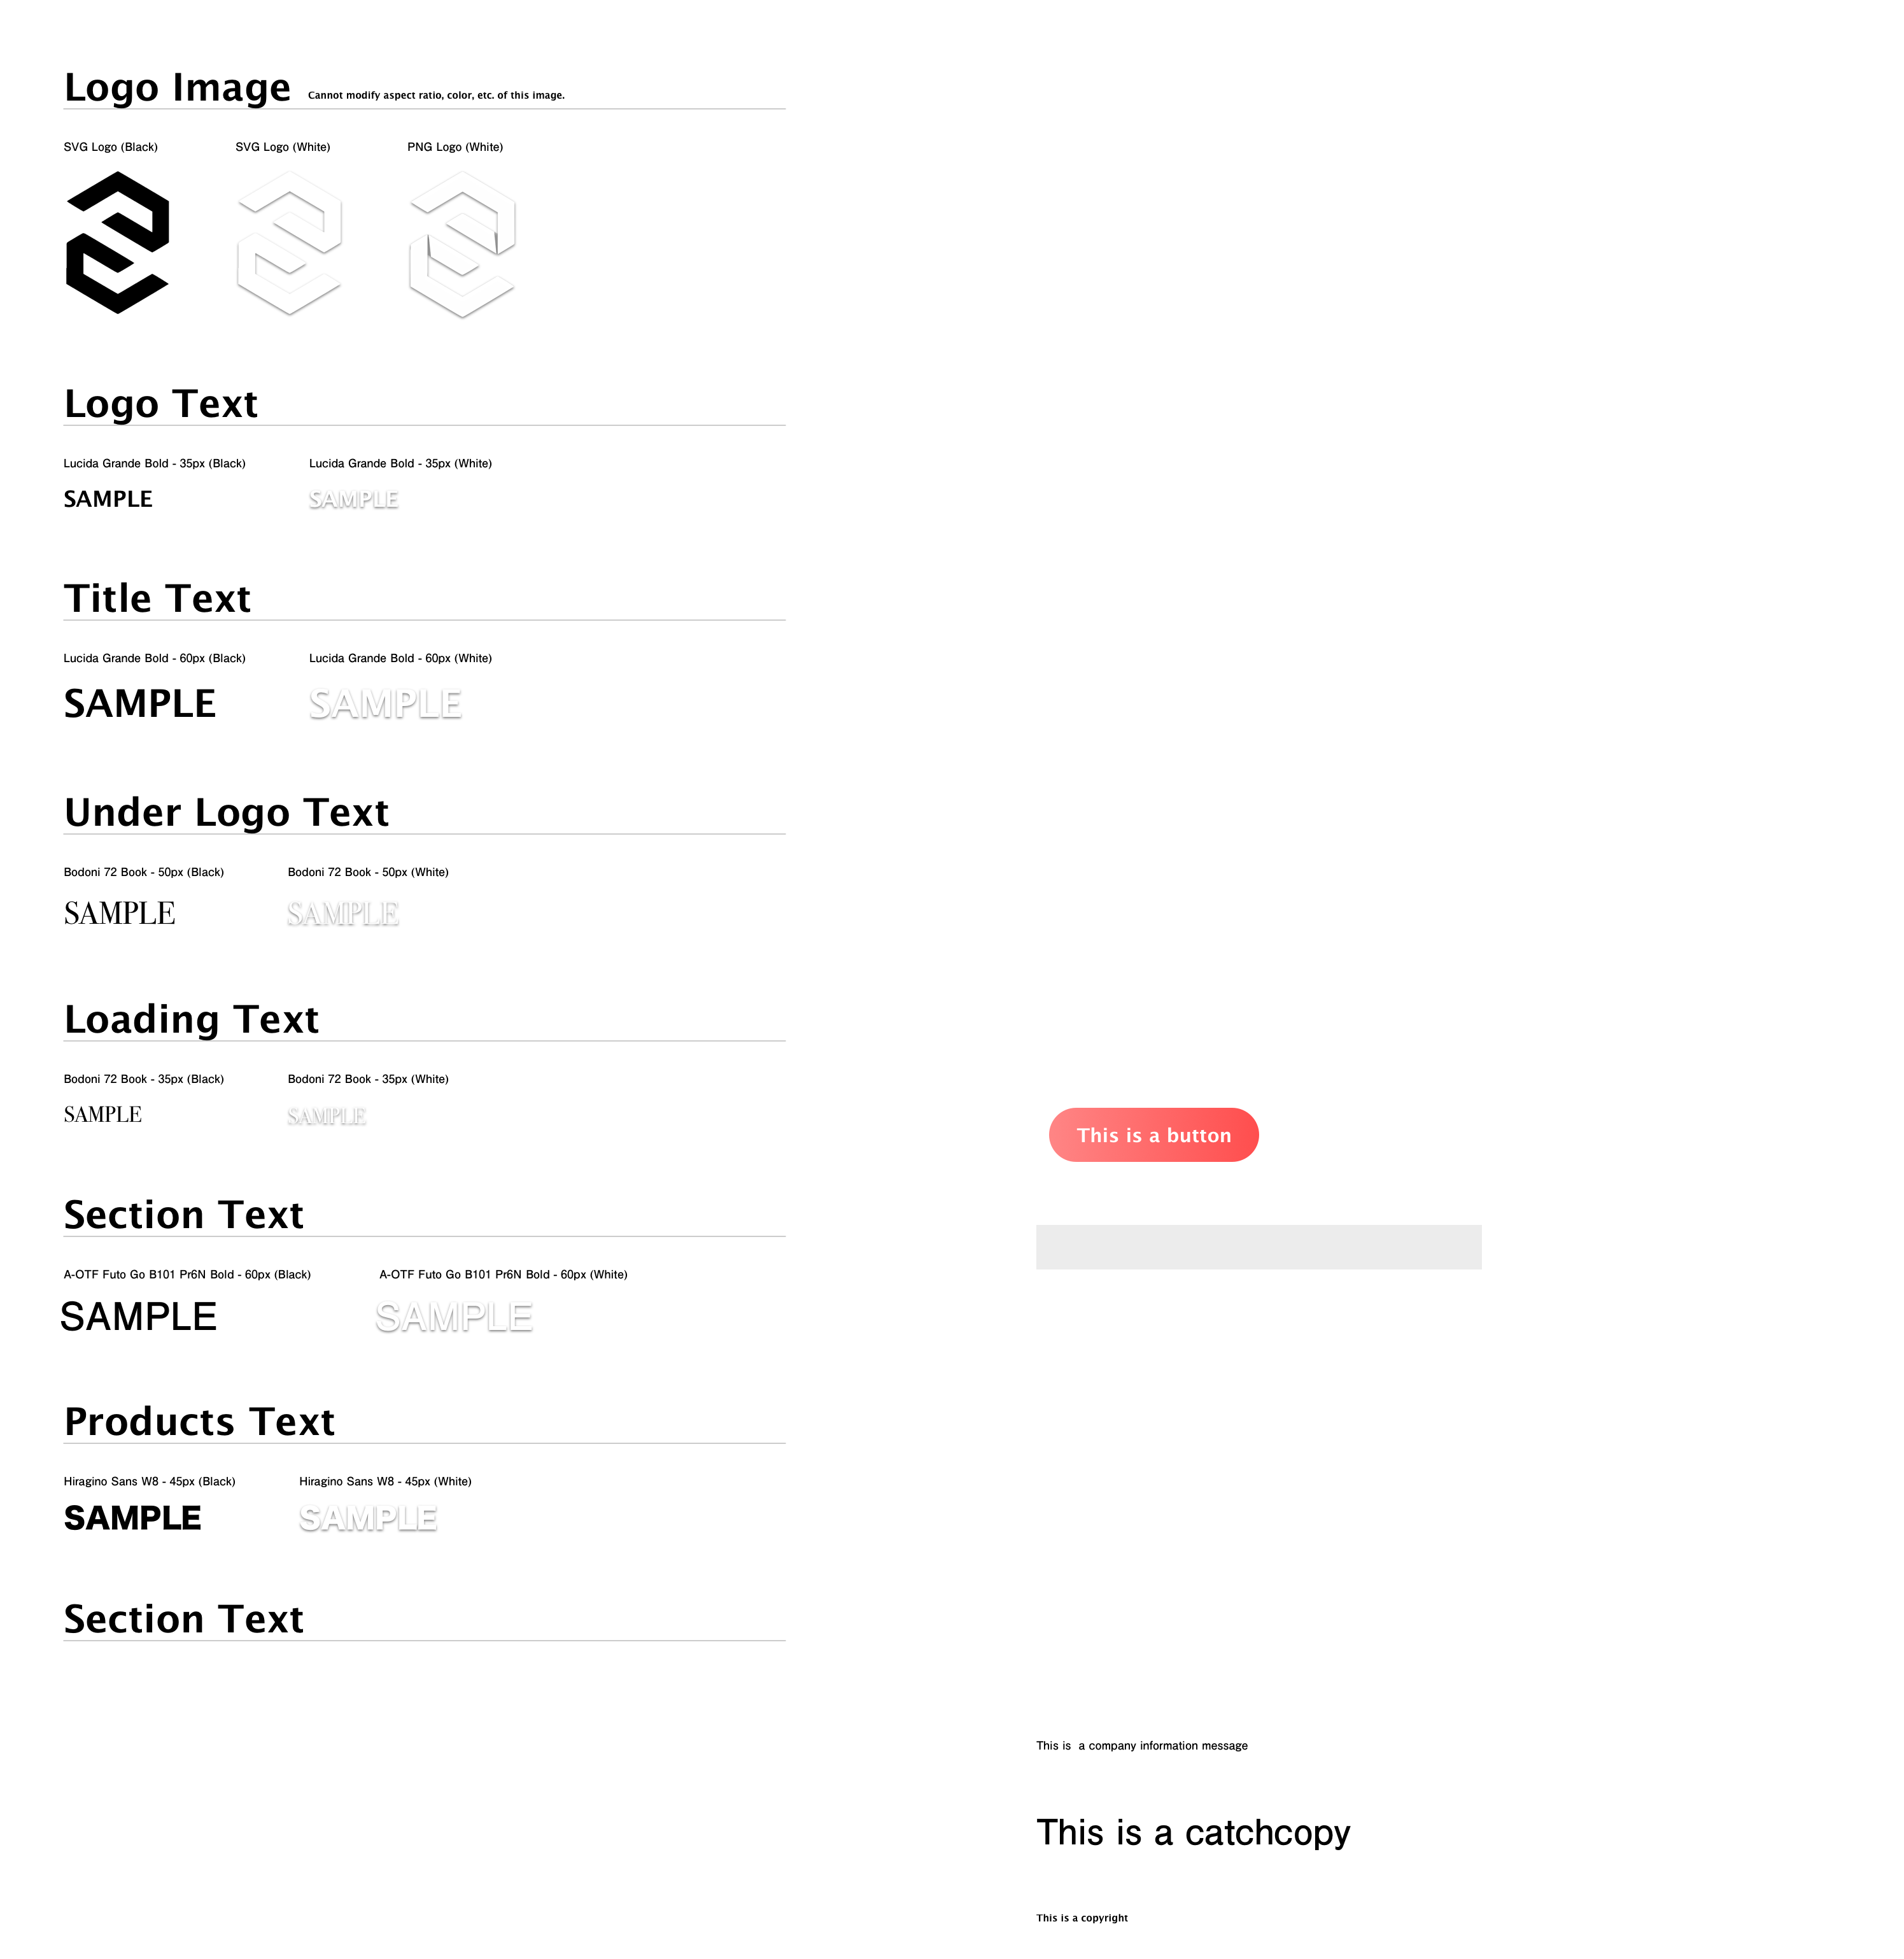 Logo Image Cannot modify aspect ratio, color, etc. of this image.
SVG Logo (Black) SVG Logo (White) PNG Logo (White)
Logo Text
Lucida Grande Bold - 35px (Black) Lucida Grande Bold - 35px (White)
SAMPLE SAMPLE
Title Text
Lucida Grande Bold - 60px (Black) Lucida Grande Bold - 60px (White)
SAMPLE SAMPLE
Under Logo Text
Bodoni 72 Book - 50px (Black) Bodoni 72 Book - 50px (White)
SAMPLE SAMPLE
Loading Text
Bodoni 72 Book - 35px (Black) Bodoni 72 Book - 35px (White)
SAMPLE SAMPLE
Section Text
A-OTF Futo Go B101 Pr6N Bold - 60px (Black) A-OTF Futo Go B101 Pr6N Bold - 60px (White)
SAMPLE SAMPLE
Products Text
Hiragino Sans W8 - 45px (Black) Hiragino Sans W8 - 45px (White)
SAMPLE SAMPLE
Section Text
This is a button
This is  a company information message
This is a catchcopy
This is a copyright